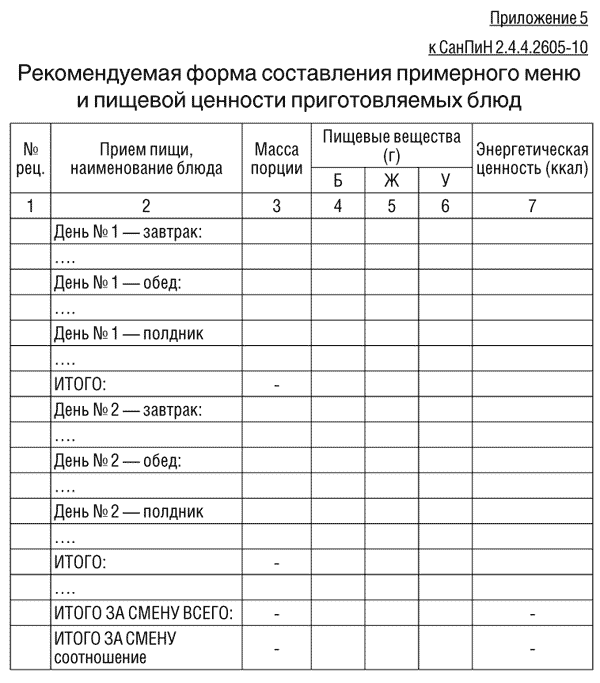 Приложение 5
к СанПиН 2.4.4.2605-10
Рекомендуемая форма составления примерного меню
и пищевой ценности приготовляемых блюд
№ рец. Прием пищи, наименование блюда Масса порции Пищевые вещества (г) Энергетическая ценность (ккал)
Б Ж У
1 2 3 4 5 6 7
День № 1 — завтрак:
....
День № 1 — обед:
....
День № 1 — полдник
....
ИТОГО: -
День № 2 — завтрак:
....
День № 2 — обед:
....
День № 2 — полдник
....
ИТОГО: -
....
ИТОГО ЗА СМЕНУ ВСЕГО: - -
ИТОГО ЗА СМЕНУ
соотношение - -